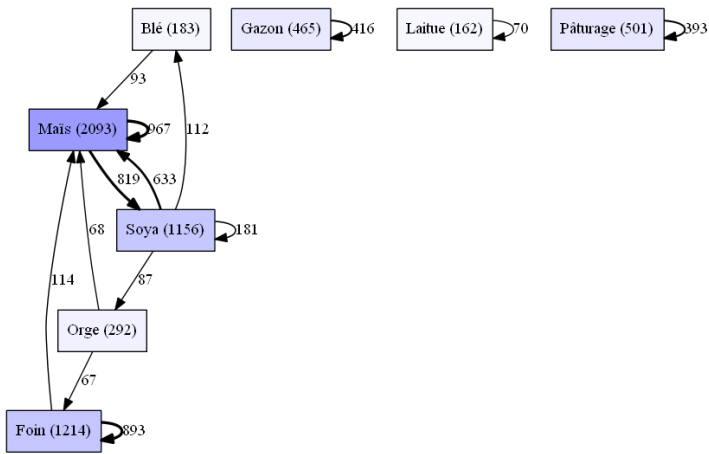 Blé (183)
Gazon (465)
416
Laitue (162)
70
Pâturage (501)
393
93
Maïs (2093)
967
112
819
633
Soya (1156)
181
68
114
87
Orge (292)
67
Foin (1214)
893